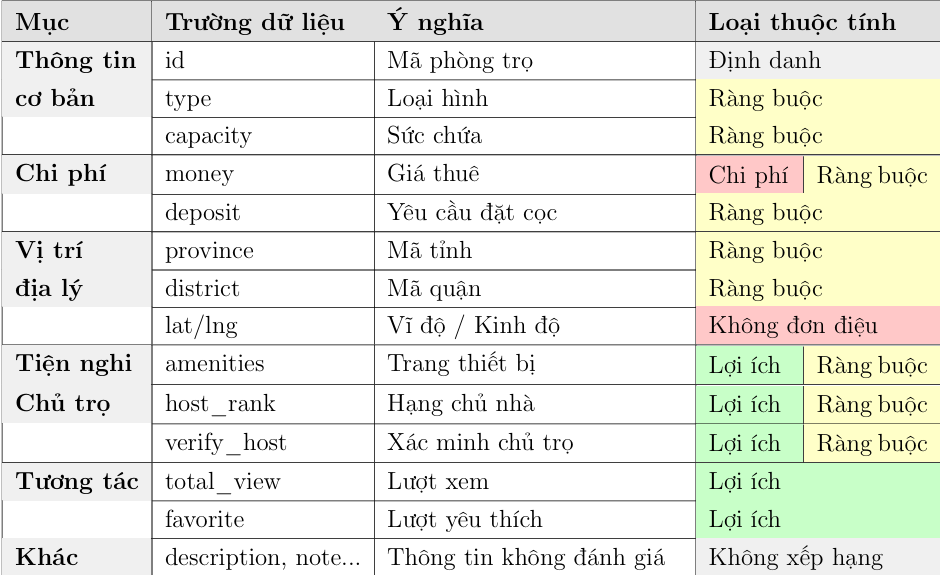 Mục Trường dữ liệu Ý nghĩa Loại thuộc tính
Thông tin id Mã phòng trọ Định danh
cơ bản type Loại hình Ràng buộc
capacity Sức chứa Ràng buộc
Chi phí money Giá thuê Chi phí Ràng buộc
deposit Yêu cầu đặt cọc Ràng buộc
Vị trí province Mã tỉnh Ràng buộc
địa lý district Mã quận Ràng buộc
lat/lng Vĩ độ / Kinh độ Không đơn điệu
Tiện nghi amenities Trang thiết bị Lợi ích Ràng buộc
Chủ trọ host_rank Hạng chủ nhà Lợi ích Ràng buộc
verify_host Xác minh chủ trọ Lợi ích Ràng buộc
Tương tác total_view Lượt xem Lợi ích
favorite Lượt yêu thích Lợi ích
Khác description, note... Thông tin không đánh giá Không xếp hạng